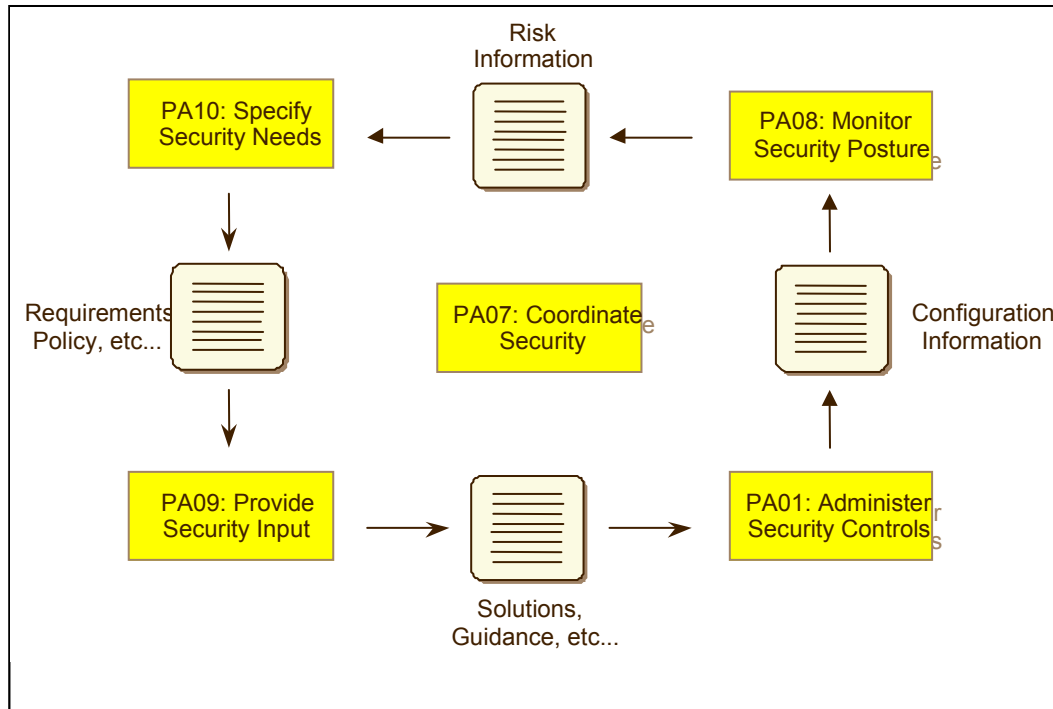 Risk
Information
PA10: Specify
Security Needs
PA08: Monitor
Security Posture
Requirements
Policy, etc...
PA07: Coordinate
Security
Configuration
Information
PA09: Provide
Security Input
PA01: Administer
Security Controls
Solutions,
Guidance, etc...